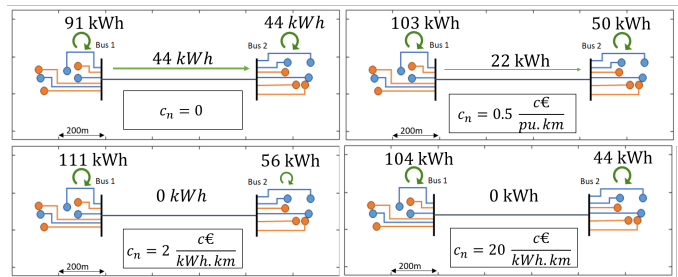 91 kWh
44 kWh
Bus 1
Bus 2
44 kWh
c_n = 0
200m
103 kWh
50 kWh
Bus 1
Bus 2
22 kWh
c_n = 0.5 c€/pu.km
200m
111 kWh
56 kWh
Bus 1
Bus 2
0 kWh
c_n = 2 c€/kWh.km
200m
104 kWh
44 kWh
Bus 1
Bus 2
0 kWh
c_n = 20 c€/kWh.km
200m